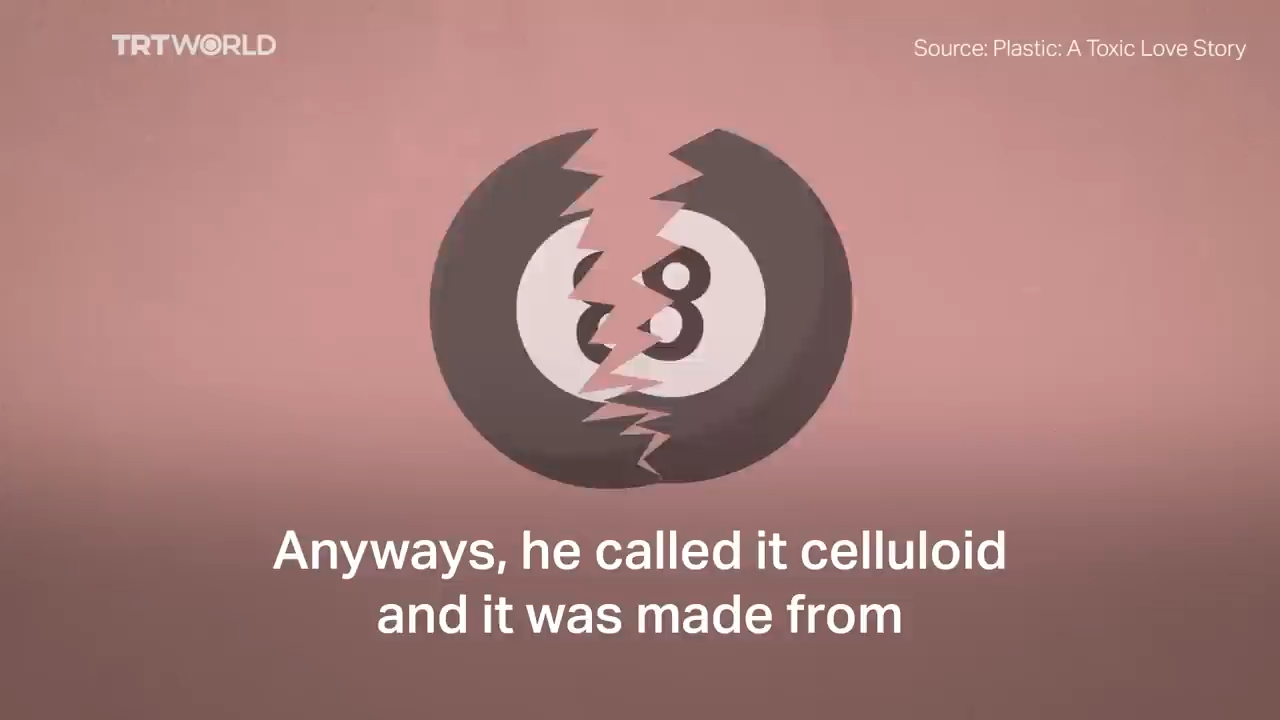 TRTWORLD
Source: Plastic: A Toxic Love Story
8
Anyways, he called it celluloid
and it was made from